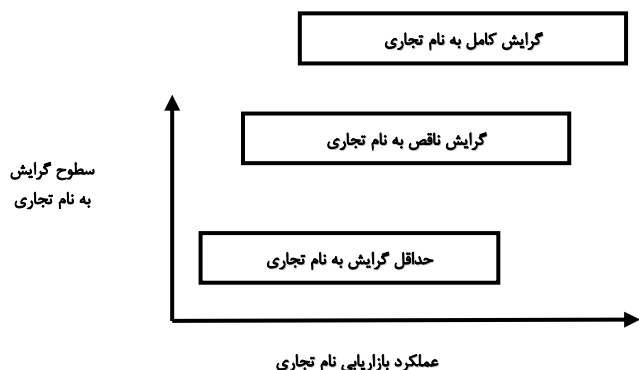 گرایش کامل به نام تجاری
گرایش ناقص به نام تجاری
سطوح گرایش
به نام تجاری
حداقل گرایش به نام تجاری
عملکرد بازاریابی نام تجاری